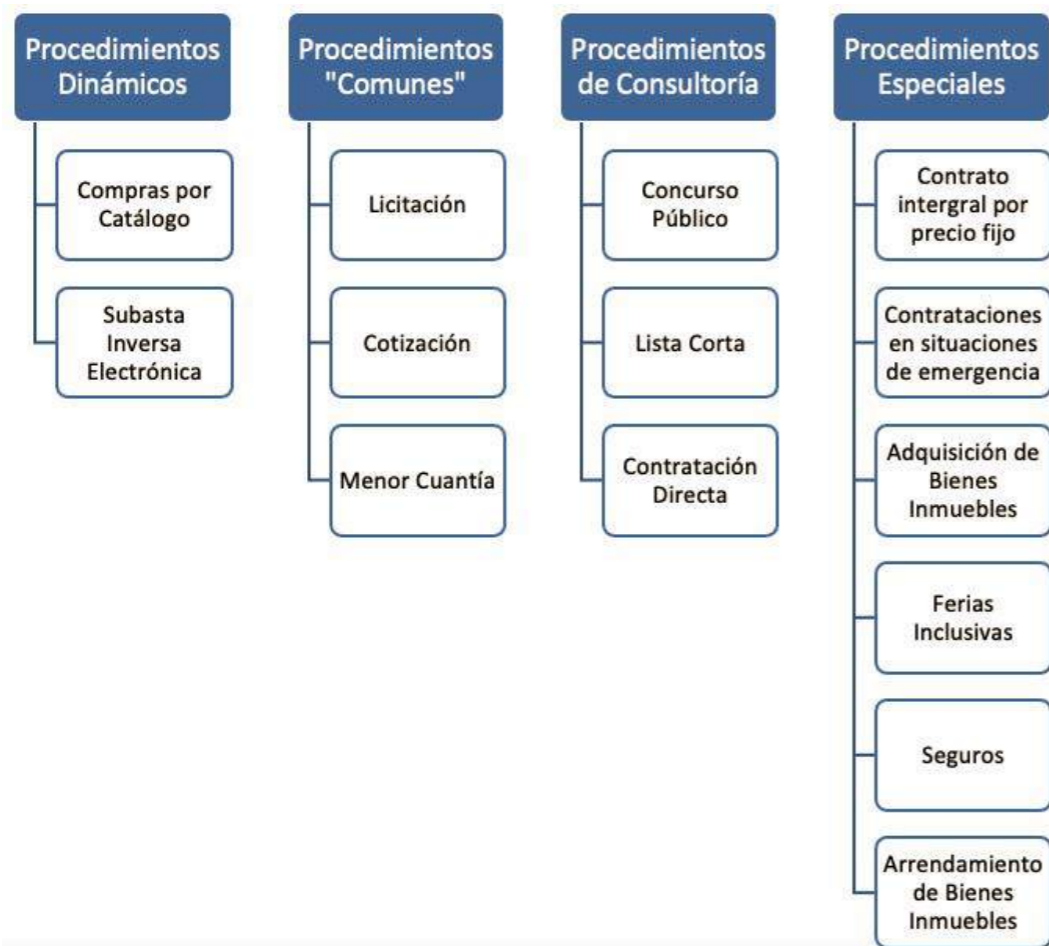 Procedimientos
Dinámicos
Compras por
Catálogo
Subasta
Inversa
Electrónica
Procedimientos
"Comunes"
Licitación
Cotización
Menor Cuantía
Procedimientos
de Consultoría
Concurso
Público
Lista Corta
Contratación
Directa
Procedimientos
Especiales
Contrato
intergral por
precio fijo
Contrataciones
en situaciones
de emergencia
Adquisición de
Bienes
Inmuebles
Ferias
Inclusivas
Seguros
Arrendamiento
de Bienes
Inmuebles